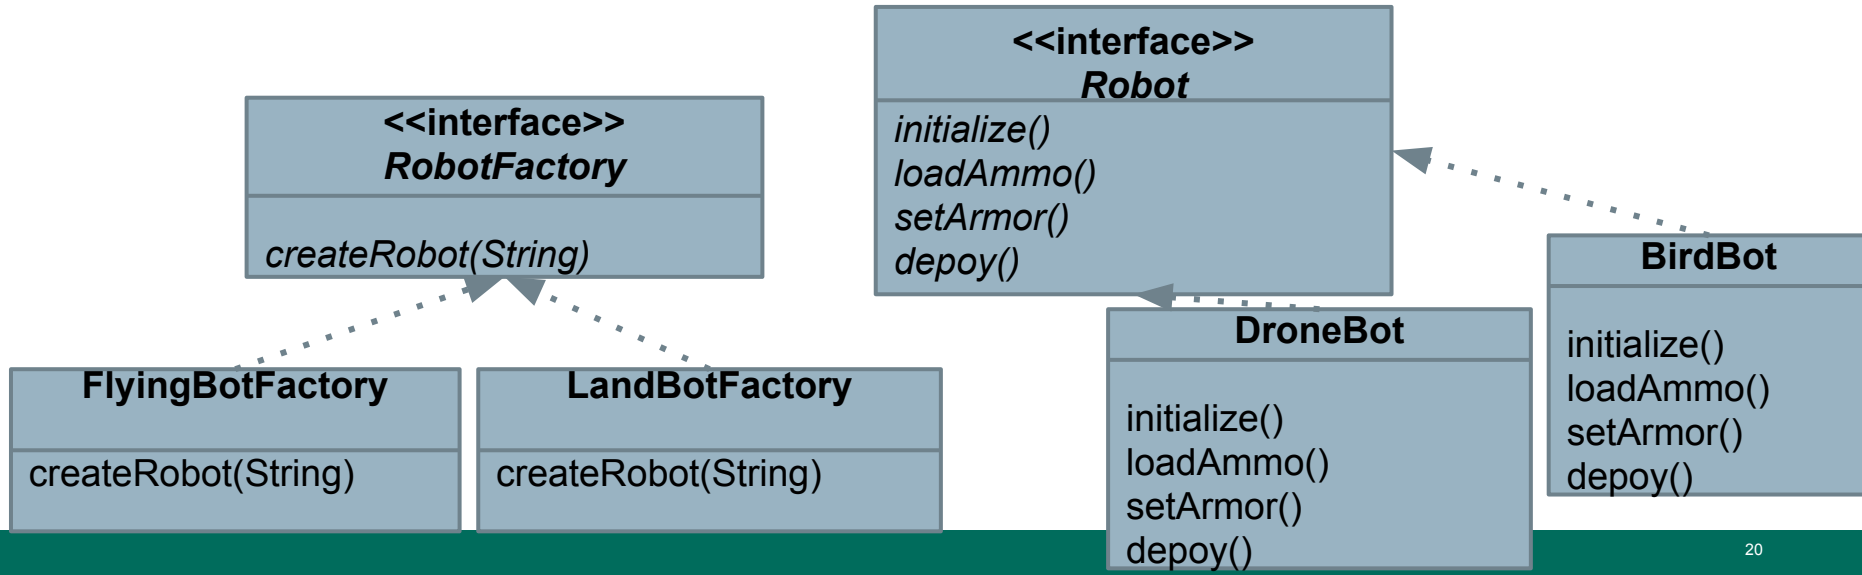 <<interface>>
RobotFactory
createRobot(String)
FlyingBotFactory
createRobot(String)
LandBotFactory
createRobot(String)
<<interface>>
Robot
initialize()
loadAmmo()
setArmor()
depoy()
DroneBot
initialize()
loadAmmo()
setArmor()
depoy()
BirdBot
initialize()
loadAmmo()
setArmor()
depoy()
20